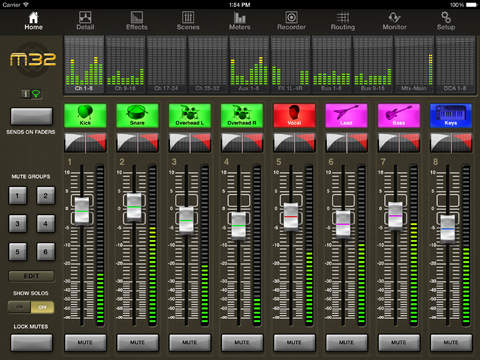 Carrier 1:54 PM 100%
Home Detail Effects Scenes Meters Recorder Routing Monitor Setup
M32
Ch 1-8 Ch 9-16 Ch 17-24 Ch 25-32 Aux 1-8 FX 1L-4R Bus 1-8 Bus 9-16 Mtx-Main DCA 1-8
Kick Snare Overhead L Overhead R Vocal Lead Bass Keys
SENDS ON FADERS
1 2 3 4 5 6 7 8
MUTE GROUPS
1 2
3 4
5 6
EDIT
SHOW SOLOS
ON OFF
LOCK MUTES
MUTE MUTE MUTE MUTE MUTE MUTE MUTE MUTE